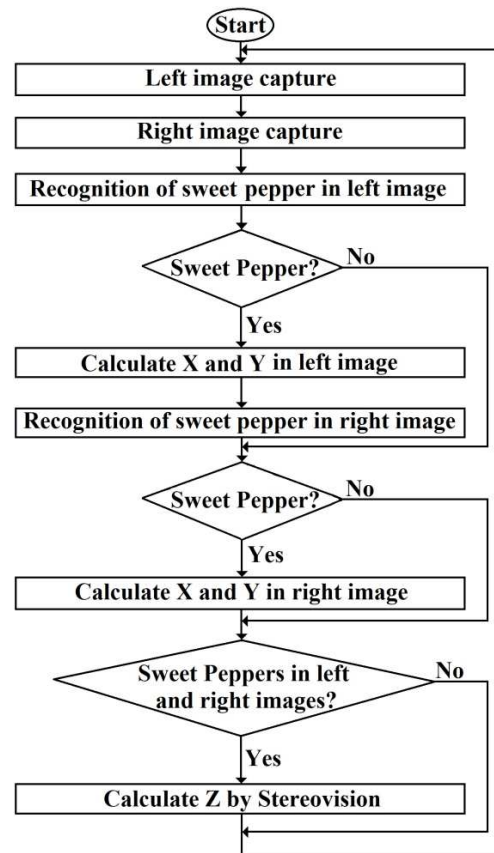 Start
Left image capture
Right image capture
Recognition of sweet pepper in left image
Sweet Pepper?
No
Yes
Calculate X and Y in left image
Recognition of sweet pepper in right image
Sweet Pepper?
No
Yes
Calculate X and Y in right image
Sweet Peppers in left
and right images?
No
Yes
Calculate Z by Stereovision